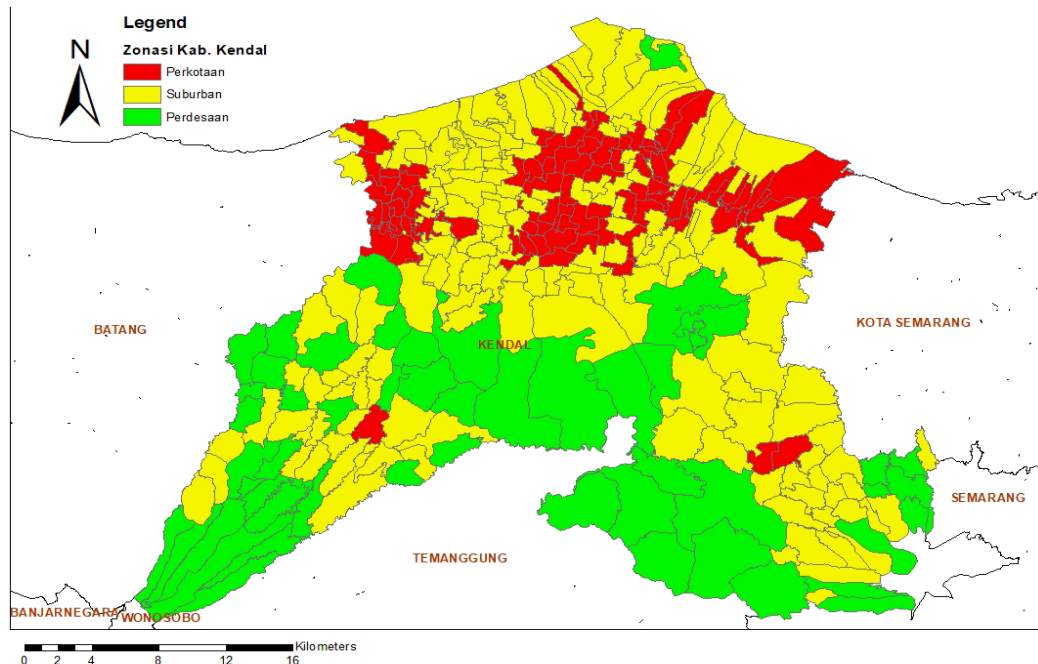 Legend
N
Zonasi Kab. Kendal
Perkotaan
Suburban
Perdesaan
BATANG
KENDAL
KOTA SEMARANG
SEMARANG
TEMANGGUNG
BANJARNEGARA
WONOSOBO
Kilometers
0 2 4 8 12 16